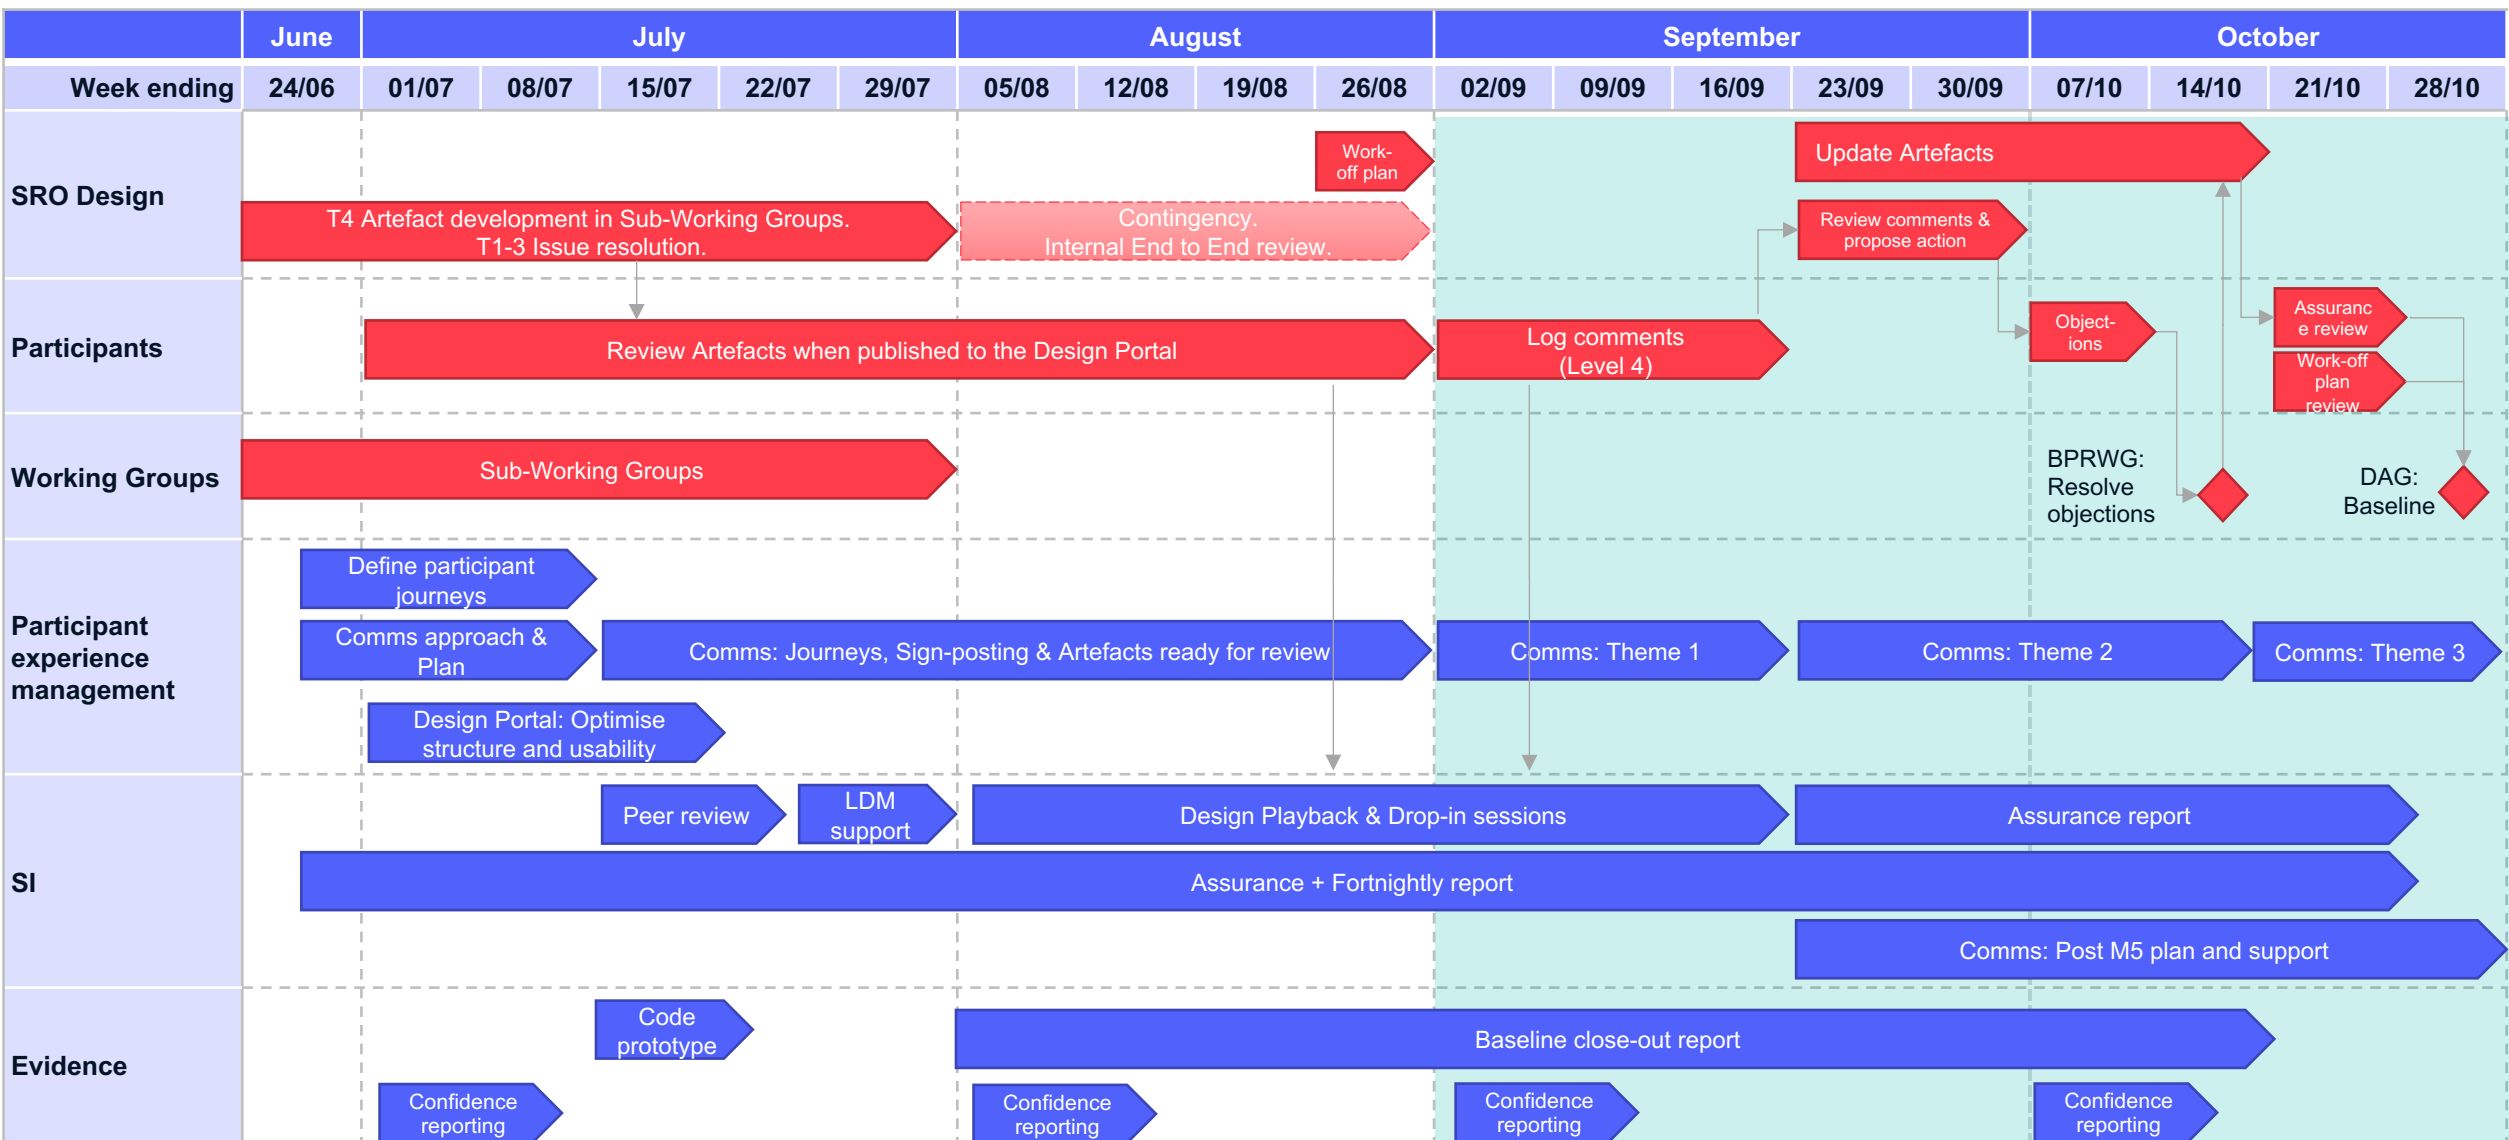 June
July
August
September
October
Week ending
24/06
01/07
08/07
15/07
22/07
29/07
05/08
12/08
19/08
26/08
02/09
09/09
16/09
23/09
30/09
07/10
14/10
21/10
28/10
SRO Design
Work-
off plan
Update Artefacts
T4 Artefact development in Sub-Working Groups.
T1-3 Issue resolution.
Contingency.
Internal End to End review.
Review comments &
propose action
Participants
Review Artefacts when published to the Design Portal
Log comments
(Level 4)
Object-
ions
Assuranc
e review
Work-off
plan
review
Working Groups
Sub-Working Groups
BPRWG:
Resolve
objections
DAG:
Baseline
Participant
experience
management
Define participant
journeys
Comms approach &
Plan
Comms: Journeys, Sign-posting & Artefacts ready for review
Comms: Theme 1
Comms: Theme 2
Comms: Theme 3
Design Portal: Optimise
structure and usability
SI
Peer review
LDM
support
Design Playback & Drop-in sessions
Assurance report
Assurance + Fortnightly report
Comms: Post M5 plan and support
Evidence
Code
prototype
Baseline close-out report
Confidence
reporting
Confidence
reporting
Confidence
reporting
Confidence
reporting